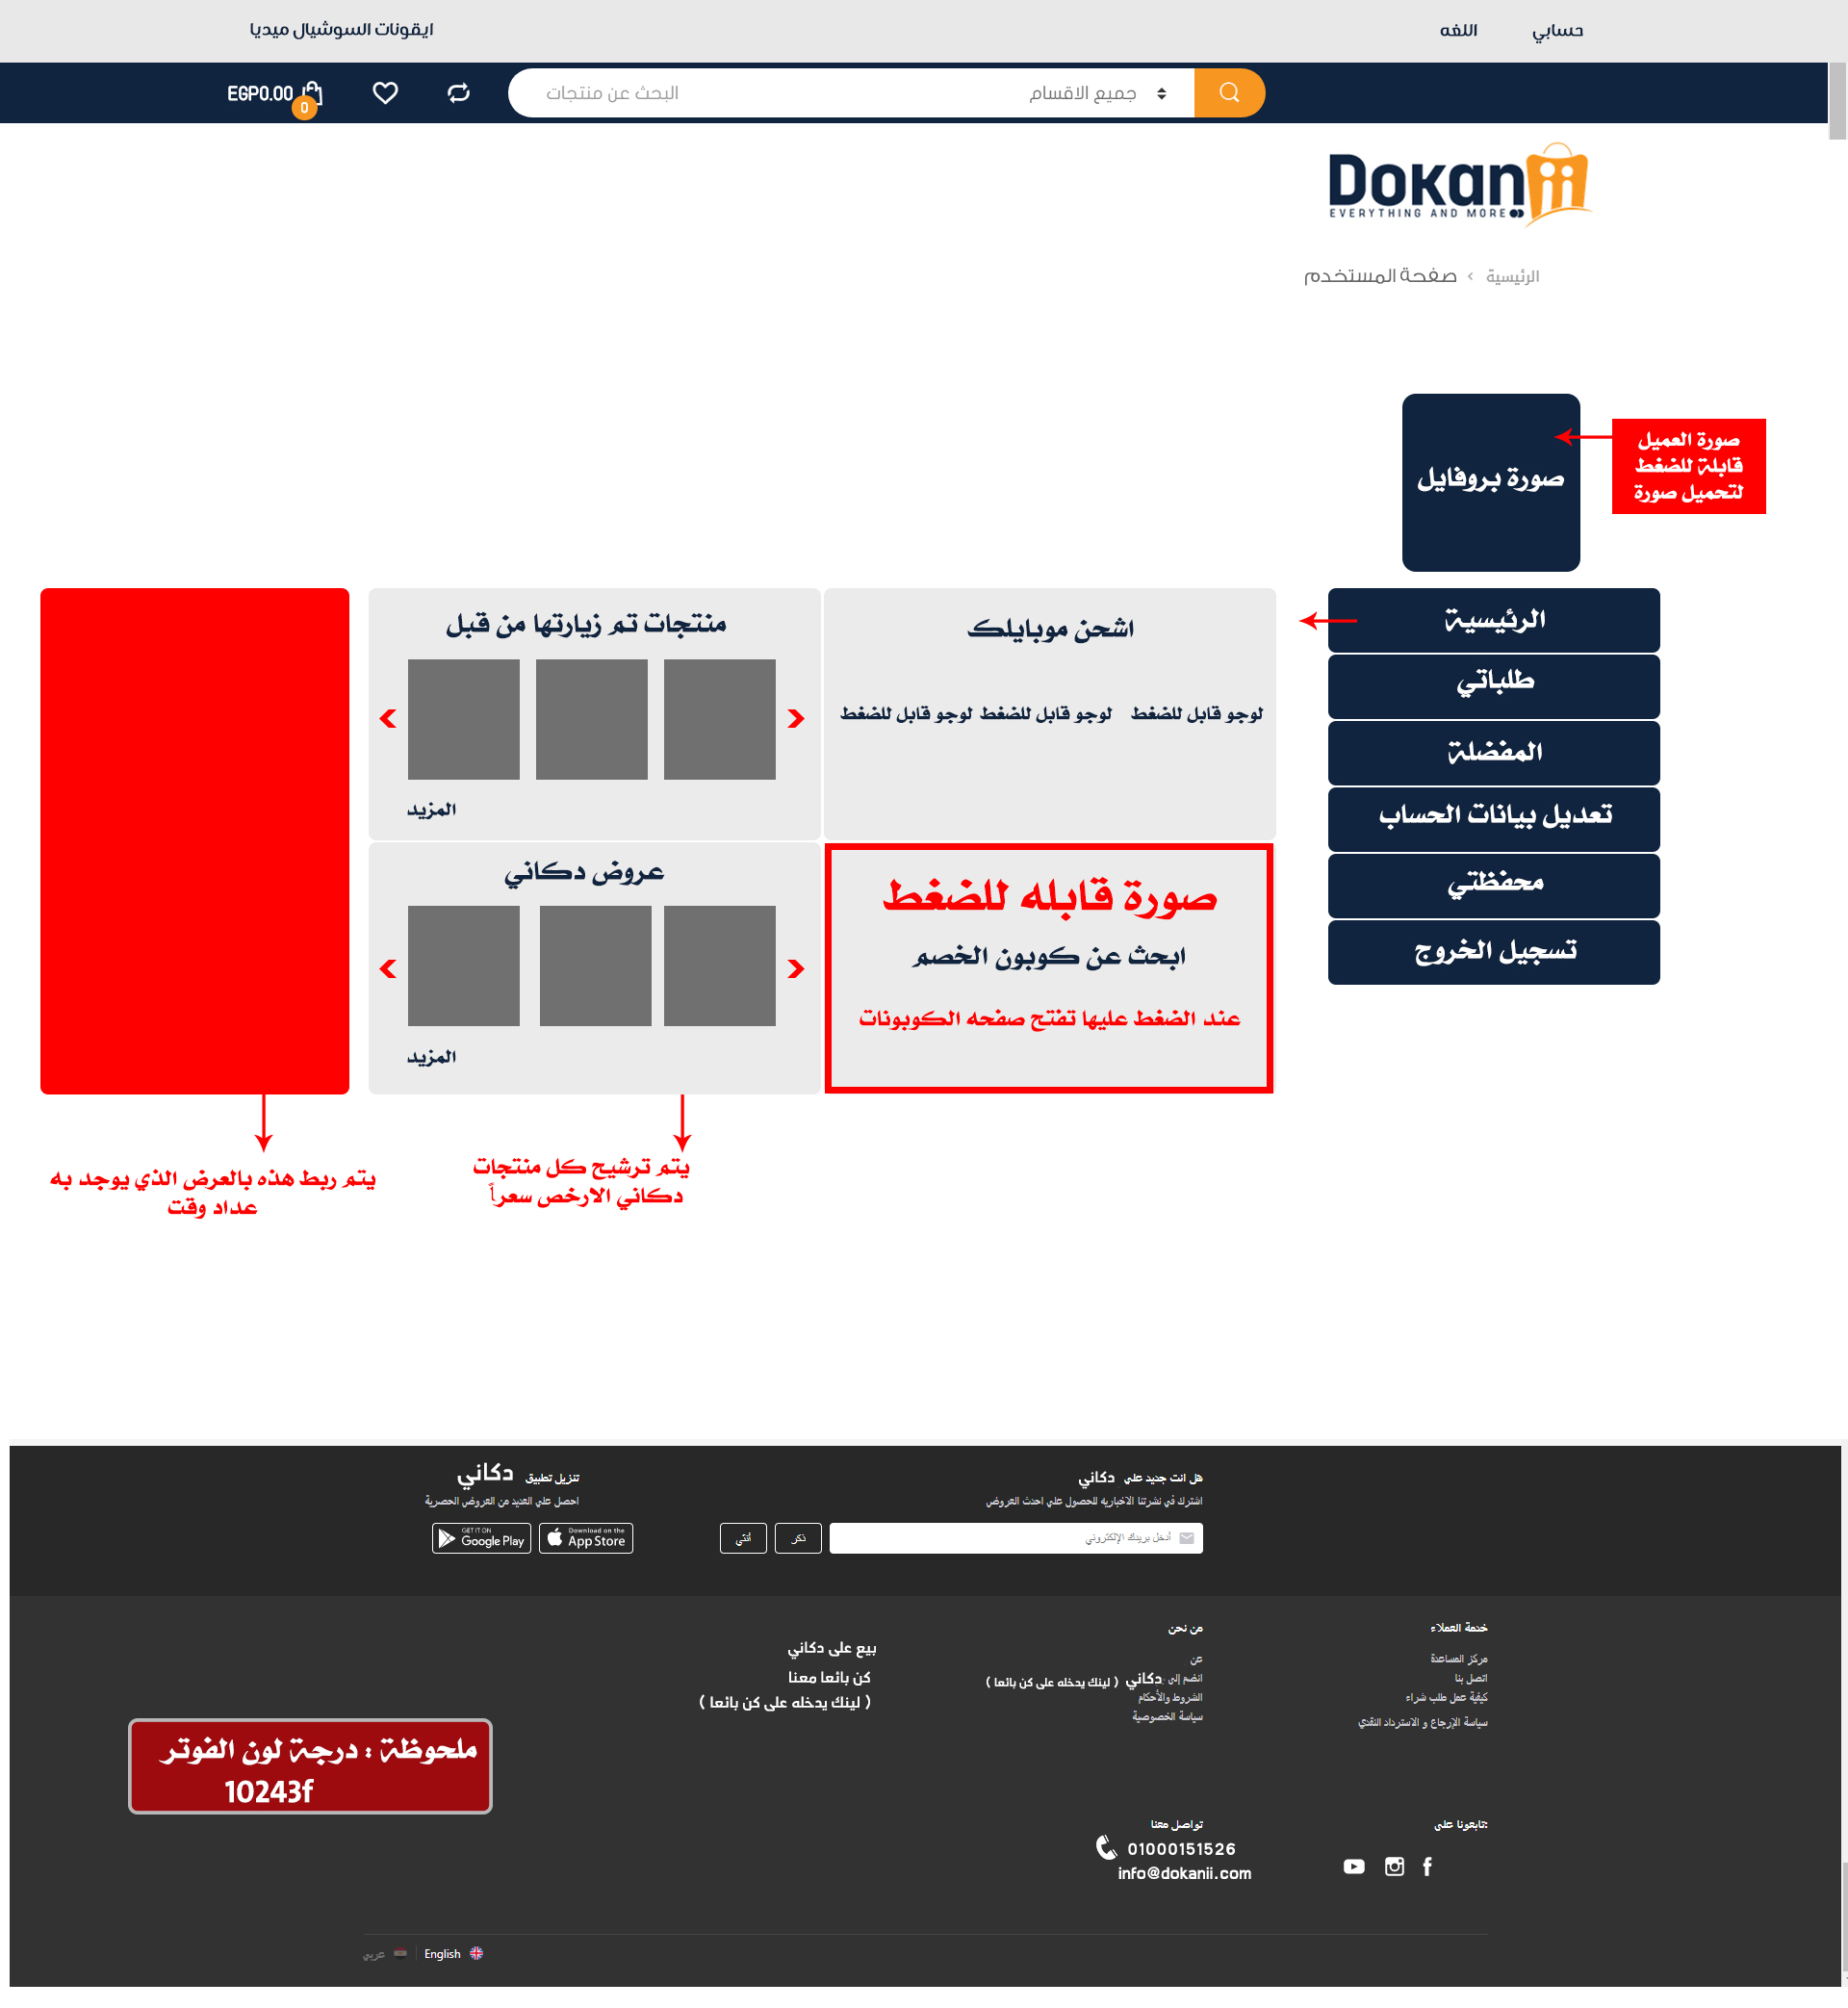 حسابي
اللغه
ايقونات السوشيال ميديا
جميع الاقسام
البحث عن منتجات
EGP0.00
0
Dokanii
EVERYTHING AND MORE
الرئيسية
صفحة المستخدم
صورة بروفايل
صورة العميل
قابلة للضغط
لتحميل صورة
الرئيسية
طلباتي
المفضلة
تعديل بيانات الحساب
محفظتي
تسجيل الخروج
اشحن موبايلك
لوجو قابل للضغط
لوجو قابل للضغط
لوجو قابل للضغط
منتجات تم زيارتها من قبل
المزيد
صورة قابله للضغط
ابحث عن كوبون الخصم
عند الضغط عليها تفتح صفحه الكوبونات
عروض دكاني
المزيد
يتم ترشيح كل منتجات
دكاني الارخص سعراً
يتم ربط هذه بالعرض الذي يوجد به
عداد وقت
هل انت جديد علي دكاني
اشترك في نشرتنا الاخباريه للحصول علي احدث العروض
أدخل بريدك الإلكتروني
ذكر
أنثي
تنزيل تطبيق دكاني
احصل علي العديد من العروض الحصرية
Download on the
App Store
GET IT ON
Google Play
خدمة العملاء
مركز المساعدة
اتصل بنا
كيفية عمل طلب شراء
سياسة الإرجاع و الاسترداد النقدي
من نحن
عن
انضم إلى دكاني ( لينك يدخله على كن بائعا )
الشروط والأحكام
سياسة الخصوصية
بيع على دكاني
كن بائعا معنا
( لينك يدخله على كن بائعا )
ملحوظة : درجة لون الفوتر
10243f
تابعونا على:
تواصل معنا
01000151526
info@dokanii.com
English
عربي